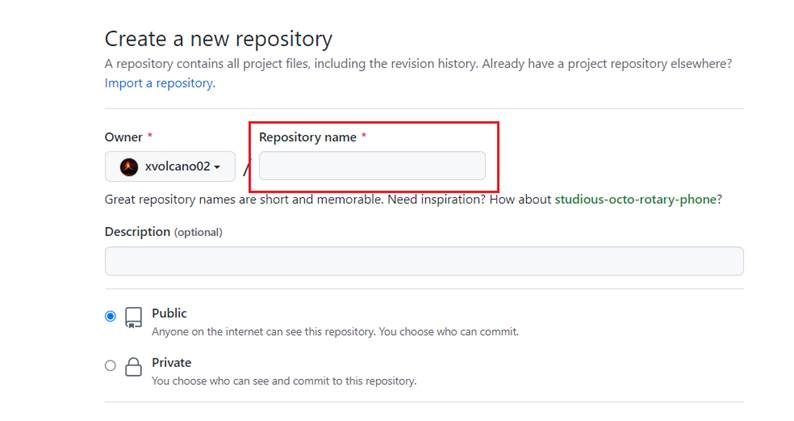 Create a new repository
A repository contains all project files, including the revision history. Already have a project repository elsewhere?
Import a repository.
Owner * Repository name *
xvolcano02 /
Great repository names are short and memorable. Need inspiration? How about studious-octo-rotary-phone?
Description (optional)
Public
Anyone on the internet can see this repository. You choose who can commit.
Private
You choose who can see and commit to this repository.